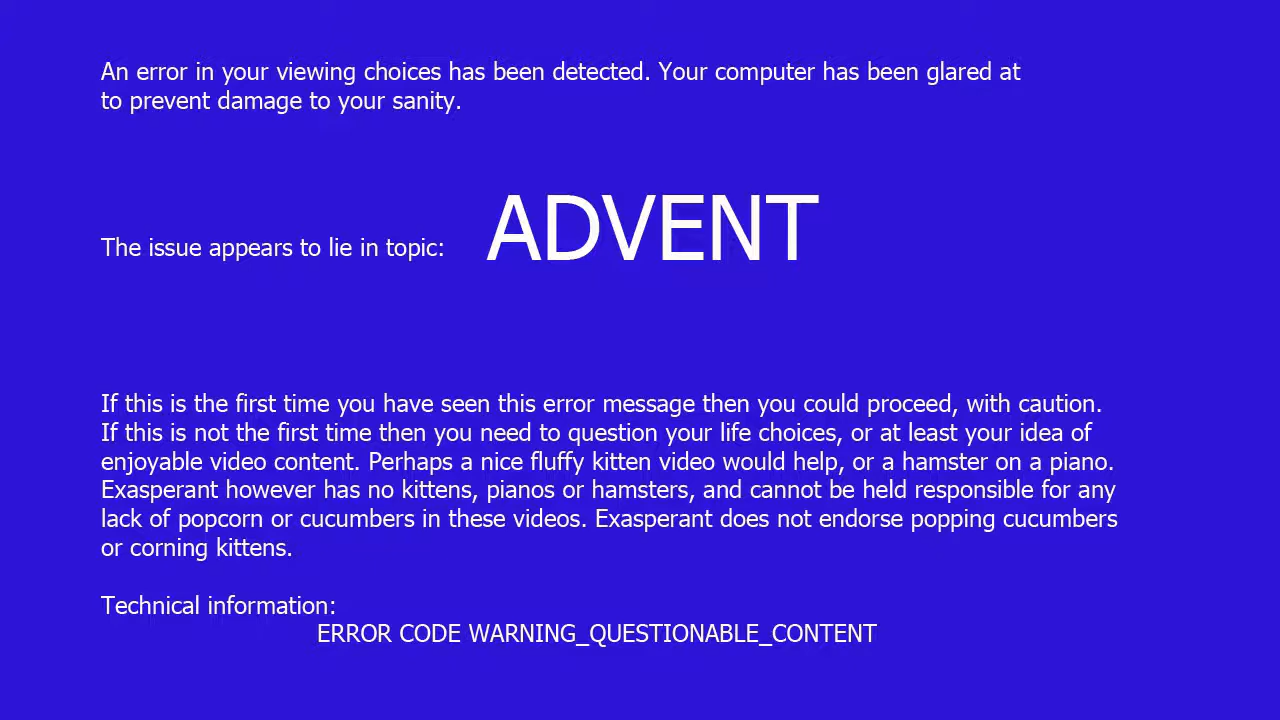 An error in your viewing choices has been detected. Your computer has been glared at
to prevent damage to your sanity.
The issue appears to lie in topic: ADVENT
If this is the first time you have seen this error message then you could proceed, with caution.
If this is not the first time then you need to question your life choices, or at least your idea of
enjoyable video content. Perhaps a nice fluffy kitten video would help, or a hamster on a piano.
Exasperant however has no kittens, pianos or hamsters, and cannot be held responsible for any
lack of popcorn or cucumbers in these videos. Exasperant does not endorse popping cucumbers
or corning kittens.
Technical information:
ERROR CODE WARNING_QUESTIONABLE_CONTENT